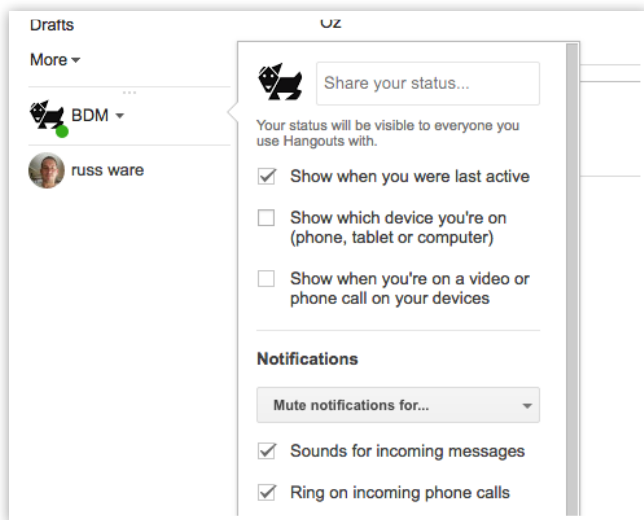 Drafts
Oz
More
BDM
russ ware
Share your status...
Your status will be visible to everyone you
use Hangouts with.
Show when you were last active
Show which device you're on
(phone, tablet or computer)
Show when you're on a video or
phone call on your devices
Notifications
Mute notifications for...
Sounds for incoming messages
Ring on incoming phone calls